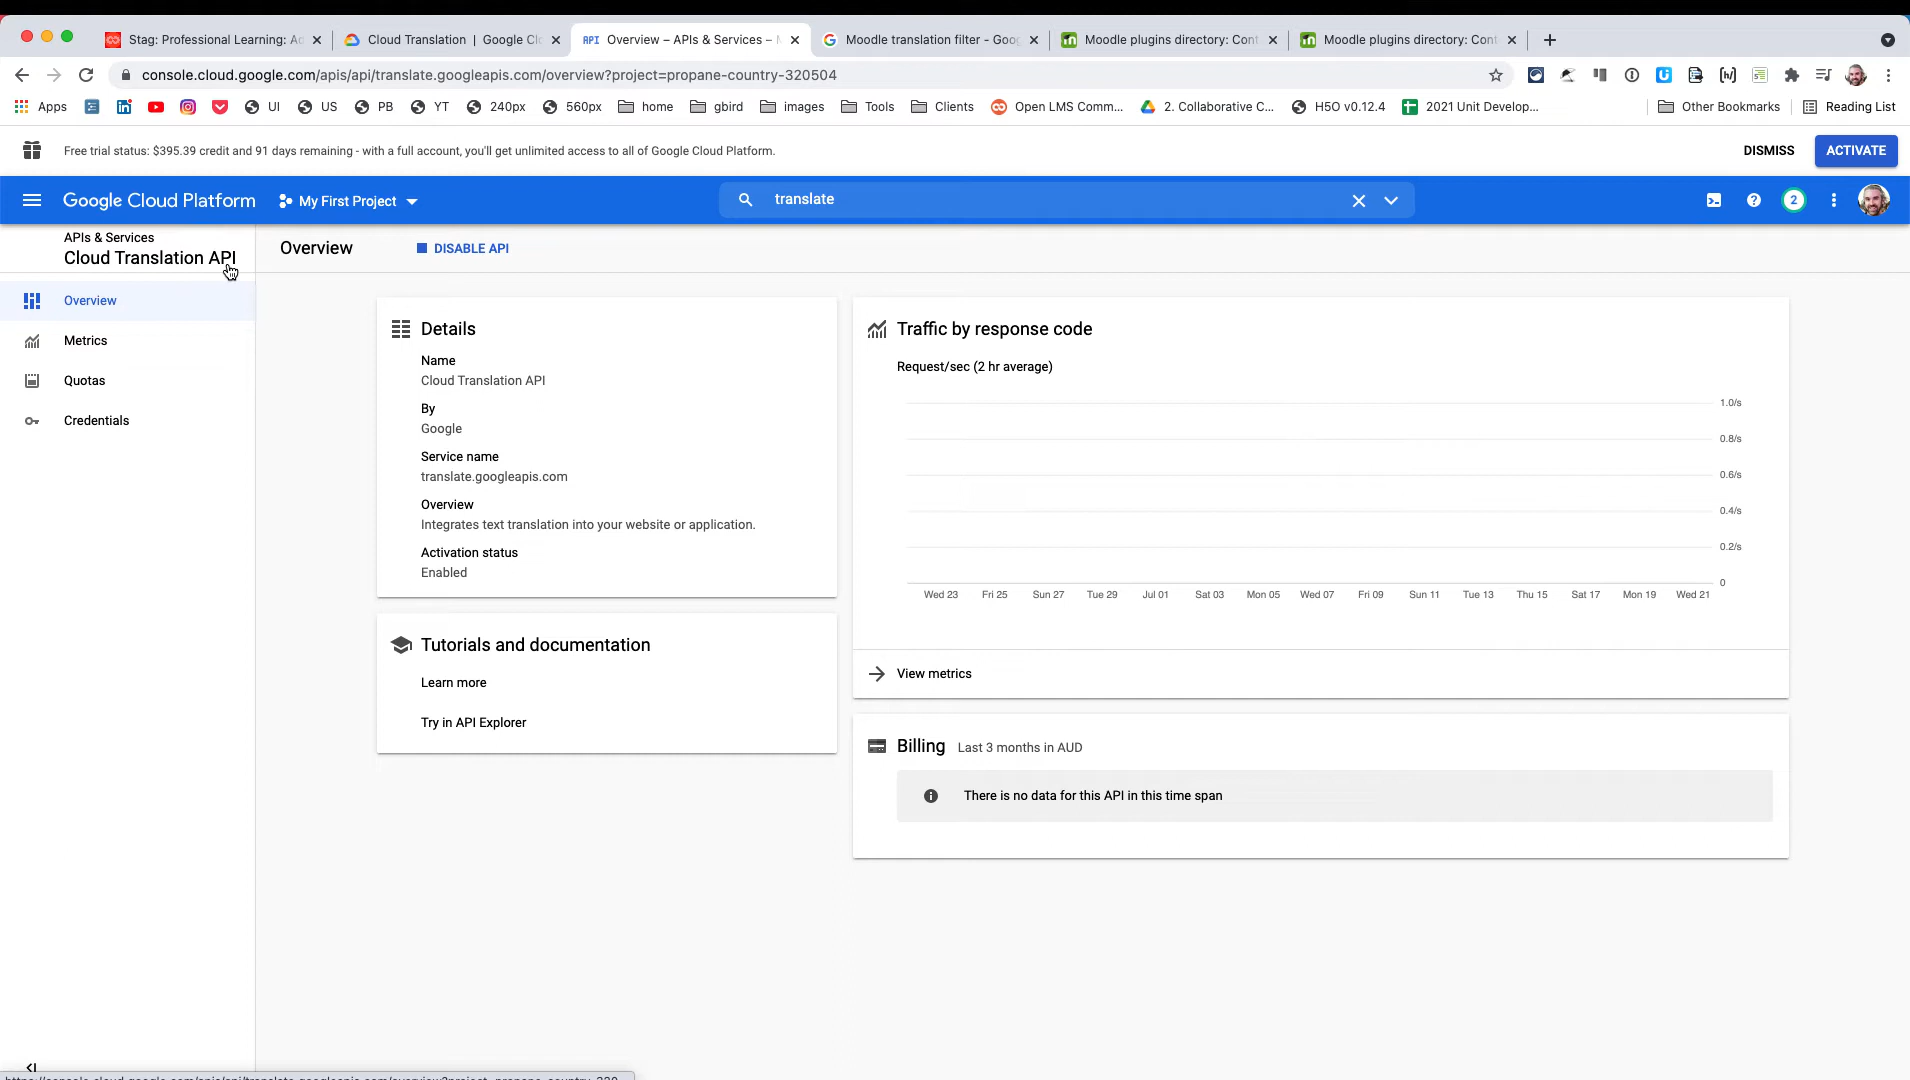 Stag: Professional Learning: Ac
Cloud Translation | Google Clo
API Overview – APIs & Services –
Moodle translation filter - Goog
Moodle plugins directory: Cont
Moodle plugins directory: Cont
console.cloud.google.com/apis/api/translate.googleapis.com/overview?project=propane-country-320504
Apps UI US PB YT 240px 560px home gbird images Tools Clients Open LMS Comm... 2. Collaborative C... H5O v0.12.4 2021 Unit Develop... Other Bookmarks Reading List
Free trial status: $395.39 credit and 91 days remaining - with a full account, you'll get unlimited access to all of Google Cloud Platform.
DISMISS ACTIVATE
Google Cloud Platform My First Project translate 2
APIs & Services
Cloud Translation API
Overview DISABLE API
Overview
Metrics
Quotas
Credentials
Details
Name
Cloud Translation API
By
Google
Service name
translate.googleapis.com
Overview
Integrates text translation into your website or application.
Activation status
Enabled
Tutorials and documentation
Learn more
Try in API Explorer
Traffic by response code
Request/sec (2 hr average)
1.0/s
0.8/s
0.6/s
0.4/s
0.2/s
0
Wed 23 Fri 25 Sun 27 Tue 29 Jul 01 Sat 03 Mon 05 Wed 07 Fri 09 Sun 11 Tue 13 Thu 15 Sat 17 Mon 19 Wed 21
View metrics
Billing Last 3 months in AUD
There is no data for this API in this time span